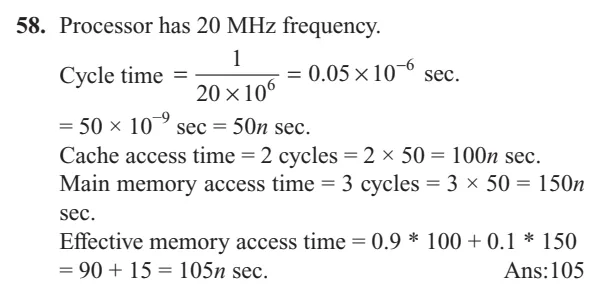 58. Processor has 20 MHz frequency.
Cycle time = 1 / (20 × 10⁶) = 0.05 × 10⁻⁶ sec.
= 50 × 10⁻⁹ sec = 50n sec.
Cache access time = 2 cycles = 2 × 50 = 100n sec.
Main memory access time = 3 cycles = 3 × 50 = 150n
sec.
Effective memory access time = 0.9 * 100 + 0.1 * 150
= 90 + 15 = 105n sec. Ans:105